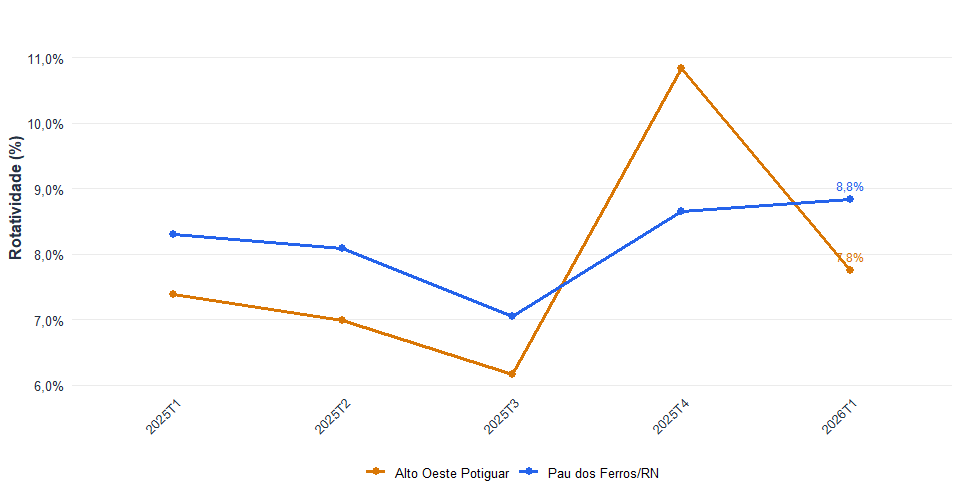 11,0%
10,0%
9,0%
8,0%
7,0%
6,0%
Rotatividade (%)
8,8%
7,8%
2025T1
2025T2
2025T3
2025T4
2026T1
Alto Oeste Potiguar
Pau dos Ferros/RN